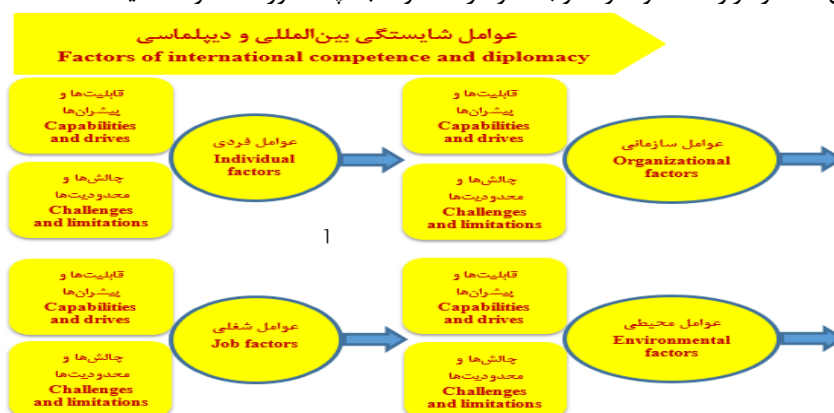 عوامل شایستگی بین‌المللی و دیپلماسی
Factors of international competence and diplomacy
قابلیت‌ها و
پیشران‌ها
Capabilities
and drives
عوامل فردی
Individual
factors
چالش‌ها و
محدودیت‌ها
Challenges
and limitations
قابلیت‌ها و
پیشران‌ها
Capabilities
and drives
عوامل سازمانی
Organizational
factors
چالش‌ها و
محدودیت‌ها
Challenges
and limitations
1
قابلیت‌ها و
پیشران‌ها
Capabilities
and drives
عوامل شغلی
Job factors
چالش‌ها و
محدودیت‌ها
Challenges
and limitations
قابلیت‌ها و
پیشران‌ها
Capabilities
and drives
عوامل محیطی
Environmental
factors
چالش‌ها و
محدودیت‌ها
Challenges
and limitations